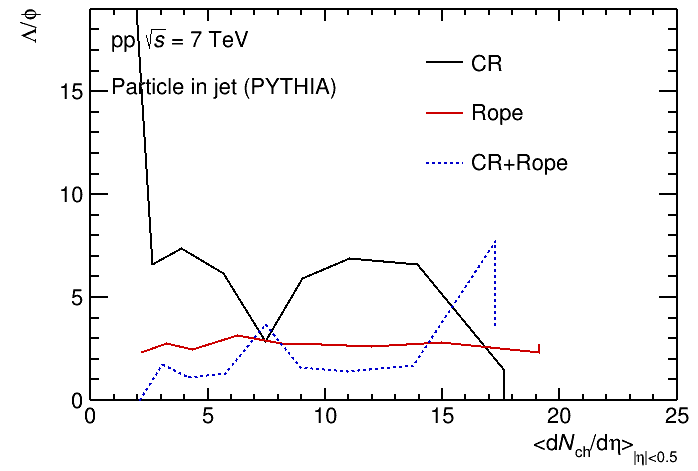 Λ/ϕ
pp √s = 7 TeV
Particle in jet (PYTHIA)
CR
Rope
CR+Rope
15
10
5
0
0 5 10 15 20 25
<dN_ch/dη>_|η|<0.5